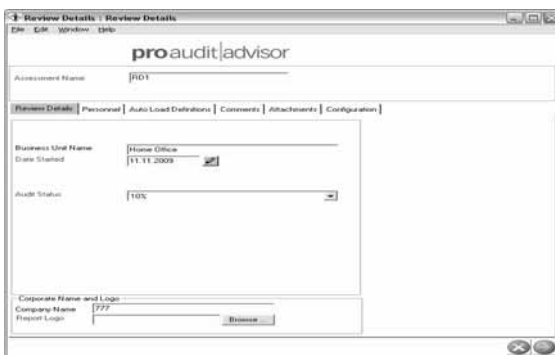 Review Details : Review Details
File Edit Window Help
proaudit|advisor
Assessment Name RD1
Review Details Personnel Auto Load Definitions Comments Attachments Configuration
Business Unit Name Home Office
Date Started 11.11.2009
Audit Status 10%
Corporate Name and Logo
Company Name 777
Report Logo Browse ...